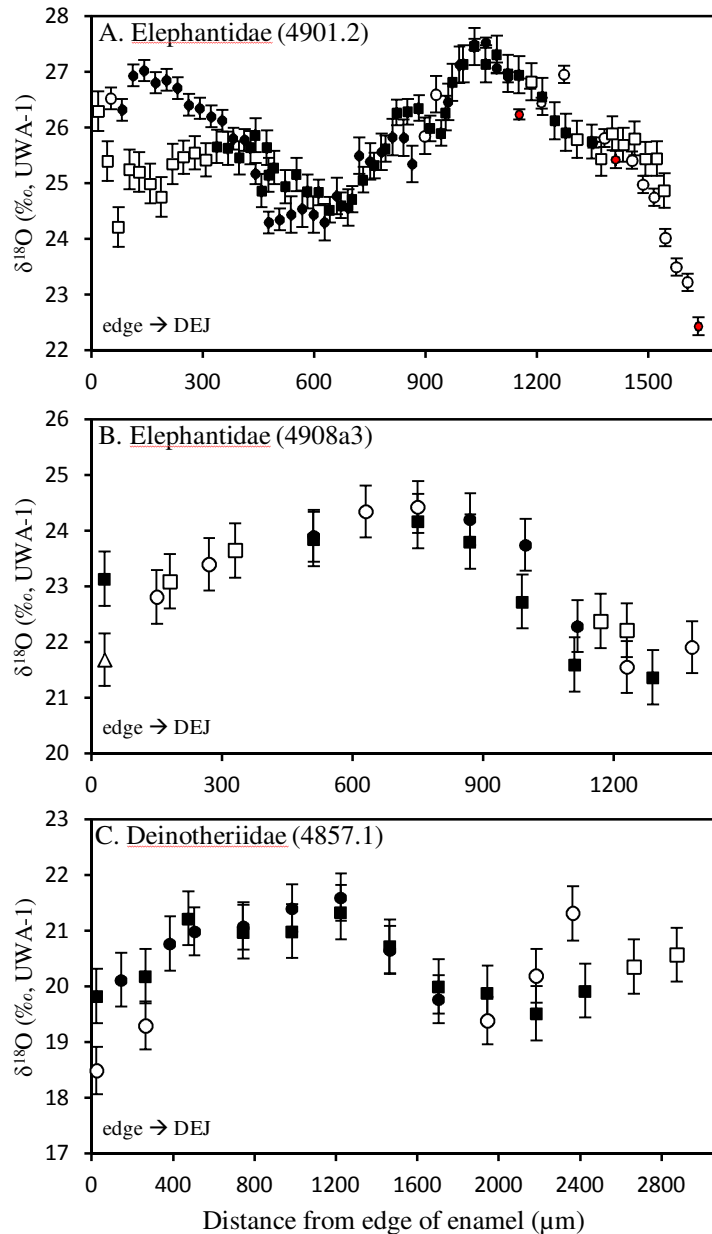 A. Elephantidae (4901.2)
28
27
26
25
24
23
22
δ¹⁸O (‰, UWA-1)
edge → DEJ
0 300 600 900 1200 1500
B. Elephantidae (4908a3)
26
25
24
23
22
21
20
δ¹⁸O (‰, UWA-1)
edge → DEJ
0 300 600 900 1200
C. Deinotheriidae (4857.1)
23
22
21
20
19
18
17
δ¹⁸O (‰, UWA-1)
edge → DEJ
0 400 800 1200 1600 2000 2400 2800
Distance from edge of enamel (µm)